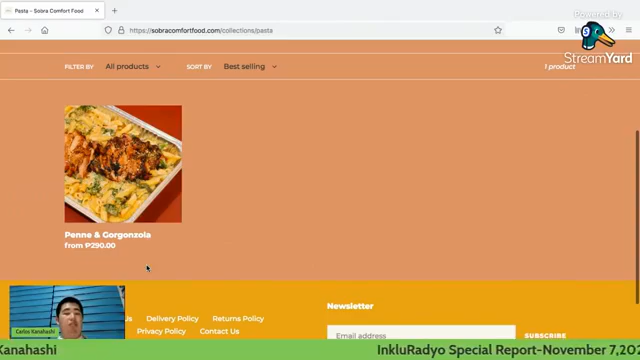 Pasta – Sobra Comfort Food
https://sobracomfortfood.com/collections/pasta
Powered by
StreamYard
FILTER BY All products SORT BY Best selling 1 product
Penne & Gorgonzola
from ₱290.00
Newsletter
Us Delivery Policy Returns Policy
Privacy Policy Contact Us
Email address SUBSCRIBE
Carlos Kanahashi
Kanahashi InkluRadyo Special Report-November 7,202